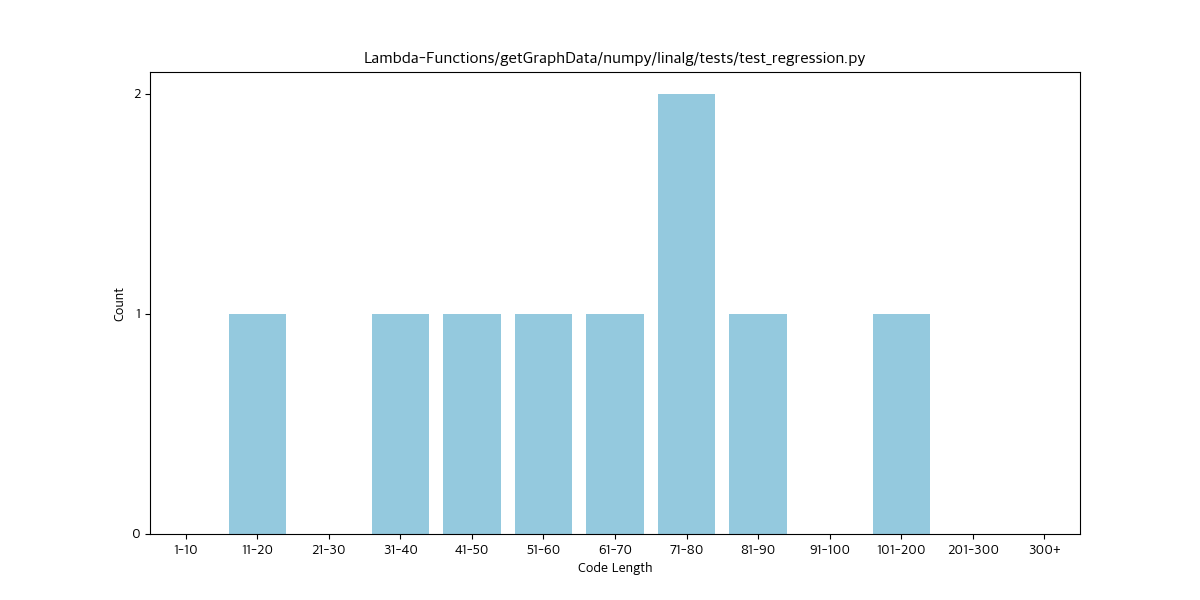 Lambda-Functions/getGraphData/numpy/linalg/tests/test_regression.py
2
1
0
Count
1-10 11-20 21-30 31-40 41-50 51-60 61-70 71-80 81-90 91-100 101-200 201-300 300+
Code Length